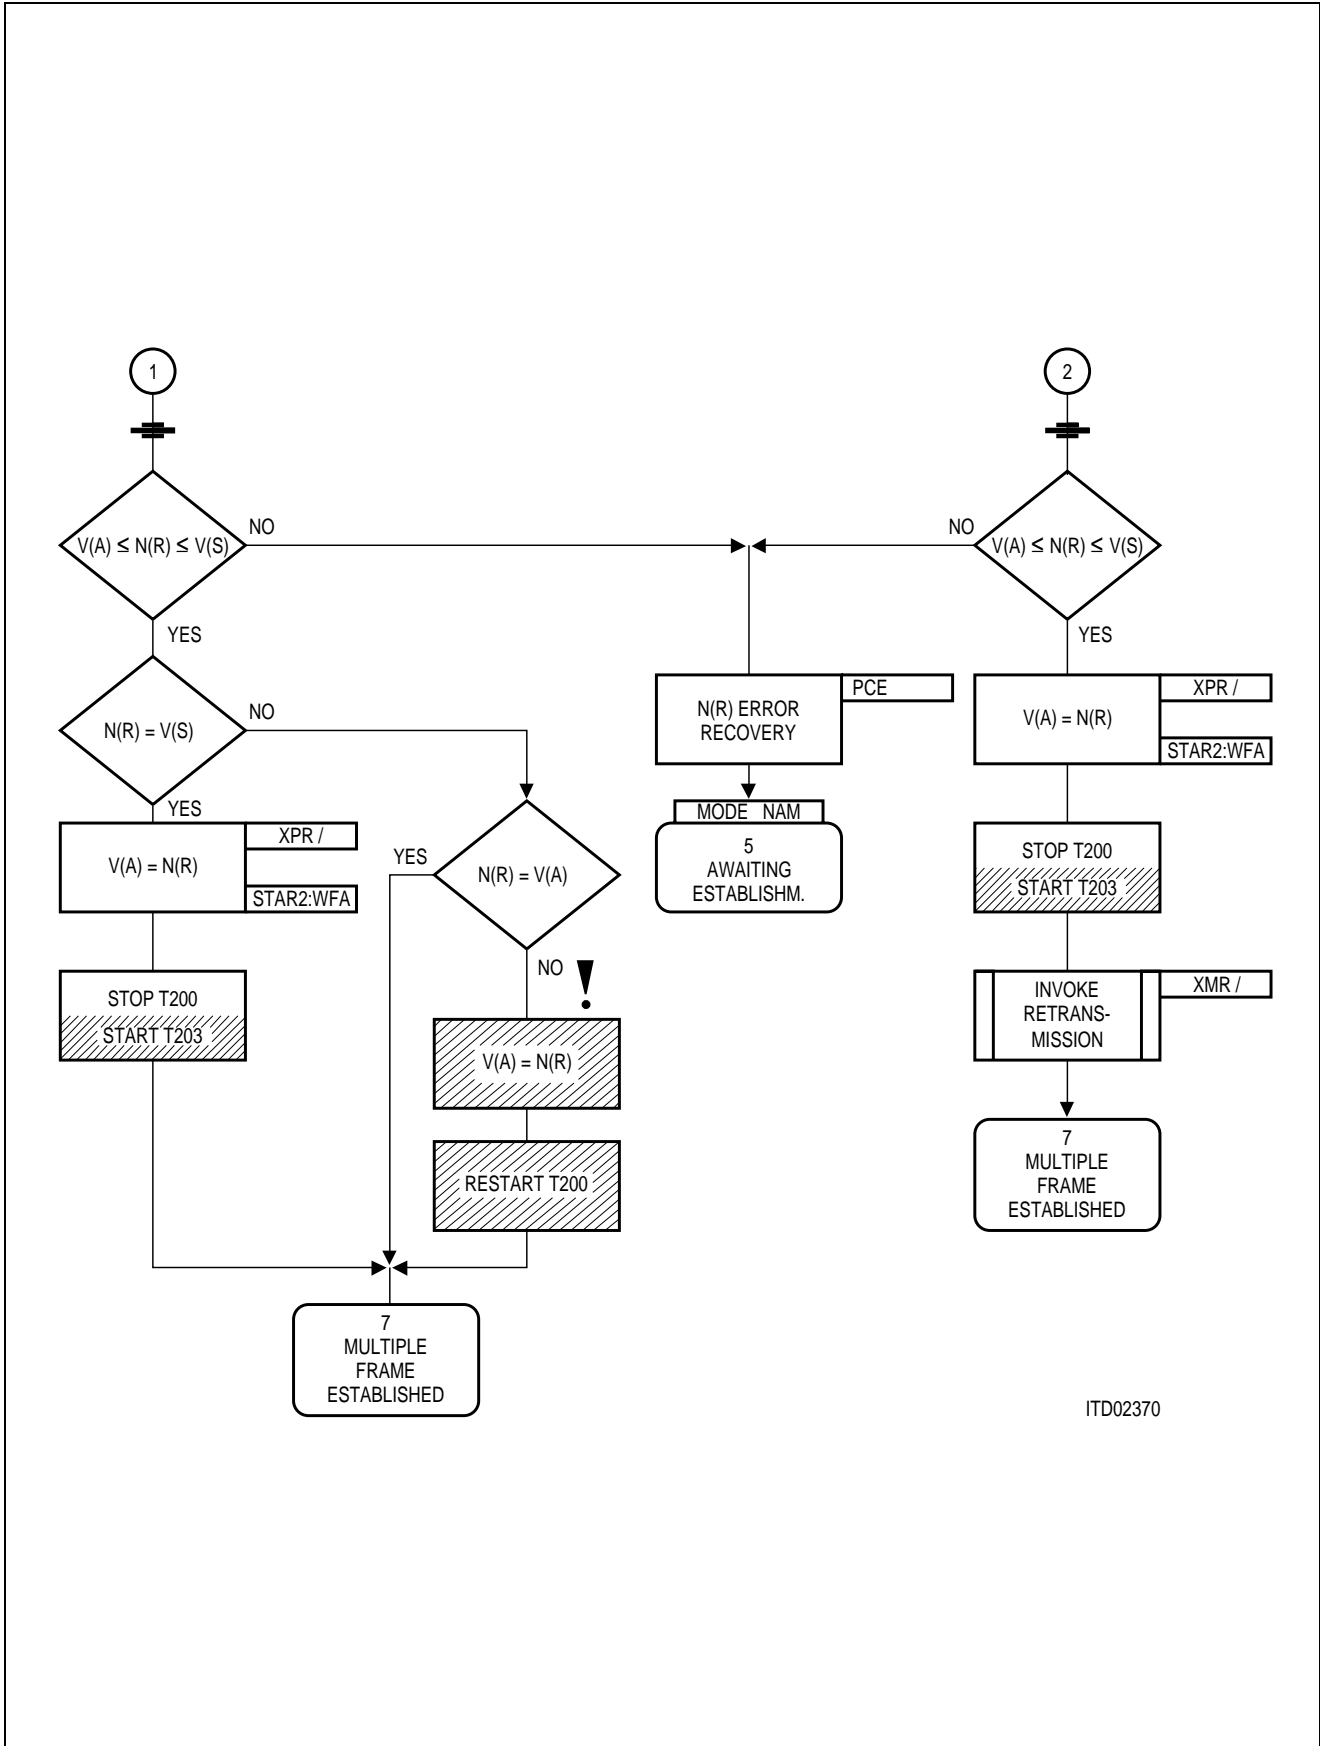 1
2
V(A) ≤ N(R) ≤ V(S)
NO
NO
V(A) ≤ N(R) ≤ V(S)
YES
YES
N(R) = V(S)
NO
N(R) ERROR
RECOVERY
PCE
V(A) = N(R)
XPR /
STAR2:WFA
YES
V(A) = N(R)
XPR /
STAR2:WFA
YES
N(R) = V(A)
NO
!
MODE NAM
5
AWAITING
ESTABLISHM.
STOP T200
START T203
STOP T200
START T203
V(A) = N(R)
RESTART T200
INVOKE
RETRANS-
MISSION
XMR /
7
MULTIPLE
FRAME
ESTABLISHED
7
MULTIPLE
FRAME
ESTABLISHED
ITD02370